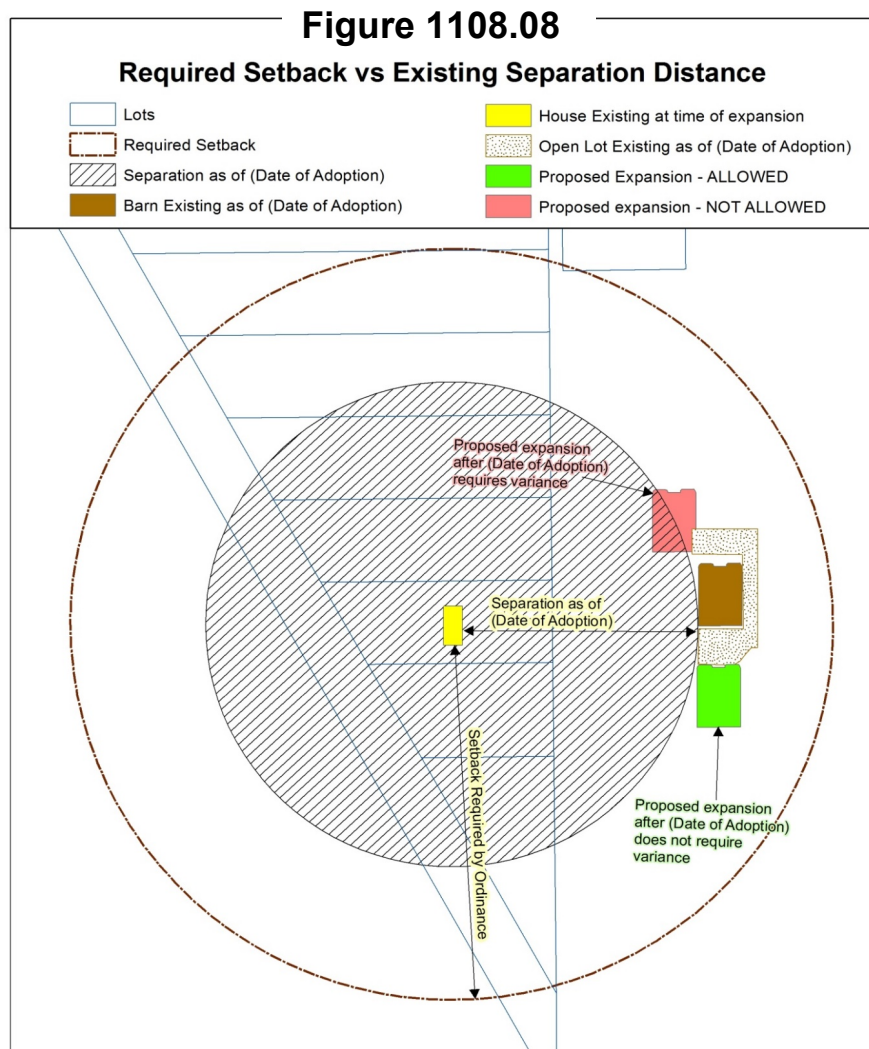 Figure 1108.08
Required Setback vs Existing Separation Distance
Lots
Required Setback
Separation as of (Date of Adoption)
Barn Existing as of (Date of Adoption)
House Existing at time of expansion
Open Lot Existing as of (Date of Adoption)
Proposed Expansion - ALLOWED
Proposed expansion - NOT ALLOWED
Proposed expansion
after (Date of Adoption)
requires variance
Separation as of
(Date of Adoption)
Setback Required by Ordinance
Proposed expansion
after (Date of Adoption)
does not require
variance